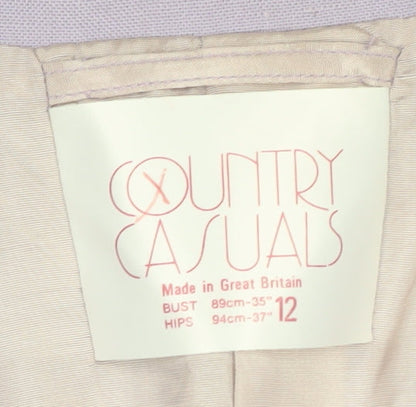 COUNTRY
CASUALS
Made in Great Britain
BUST 89cm-35" 12
HIPS 94cm-37"